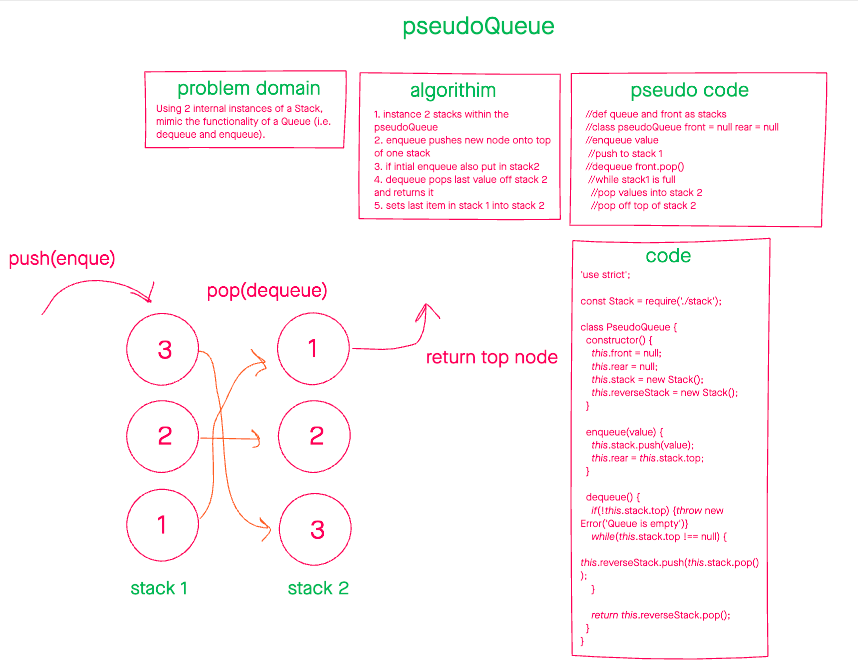 pseudoQueue
problem domain
Using 2 internal instances of a Stack,
mimic the functionality of a Queue (i.e.
dequeue and enqueue).
algorithim
1. instance 2 stacks within the
pseudoQueue
2. enqueue pushes new node onto top
of one stack
3. if intial enqueue also put in stack2
4. dequeue pops last value off stack 2
and returns it
5. sets last item in stack 1 into stack 2
pseudo code
//def queue and front as stacks
//class pseudoQueue front = null rear = null
//enqueue value
//push to stack 1
//dequeue front.pop()
//while stack1 is full
//pop values into stack 2
//pop off top of stack 2
push(enque)
pop(dequeue)
3
1
return top node
2
2
1
3
stack 1
stack 2
code
'use strict';
const Stack = require('./stack');
class PseudoQueue {
constructor() {
this.front = null;
this.rear = null;
this.stack = new Stack();
this.reverseStack = new Stack();
}
enqueue(value) {
this.stack.push(value);
this.rear = this.stack.top;
}
dequeue() {
if(!this.stack.top) {throw new
Error('Queue is empty')}
while(this.stack.top !== null) {
this.reverseStack.push(this.stack.pop()
);
}
return this.reverseStack.pop();
}
}